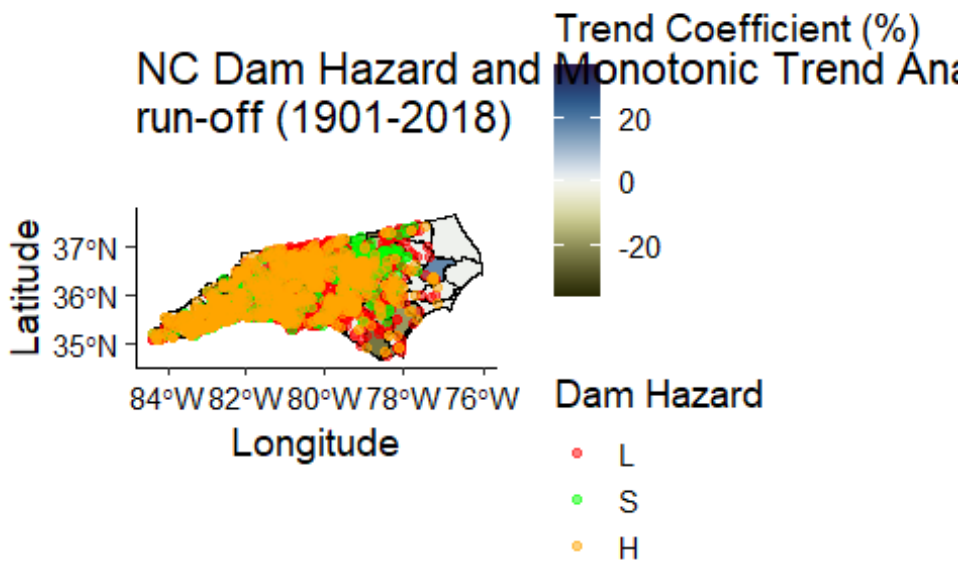 Trend Coefficient (%)
NC Dam Hazard and Monotonic Trend Ana
run-off (1901-2018)
20
0
-20
37°N
36°N
35°N
Latitude
84°W 82°W 80°W 78°W 76°W
Longitude
Dam Hazard
L
S
H